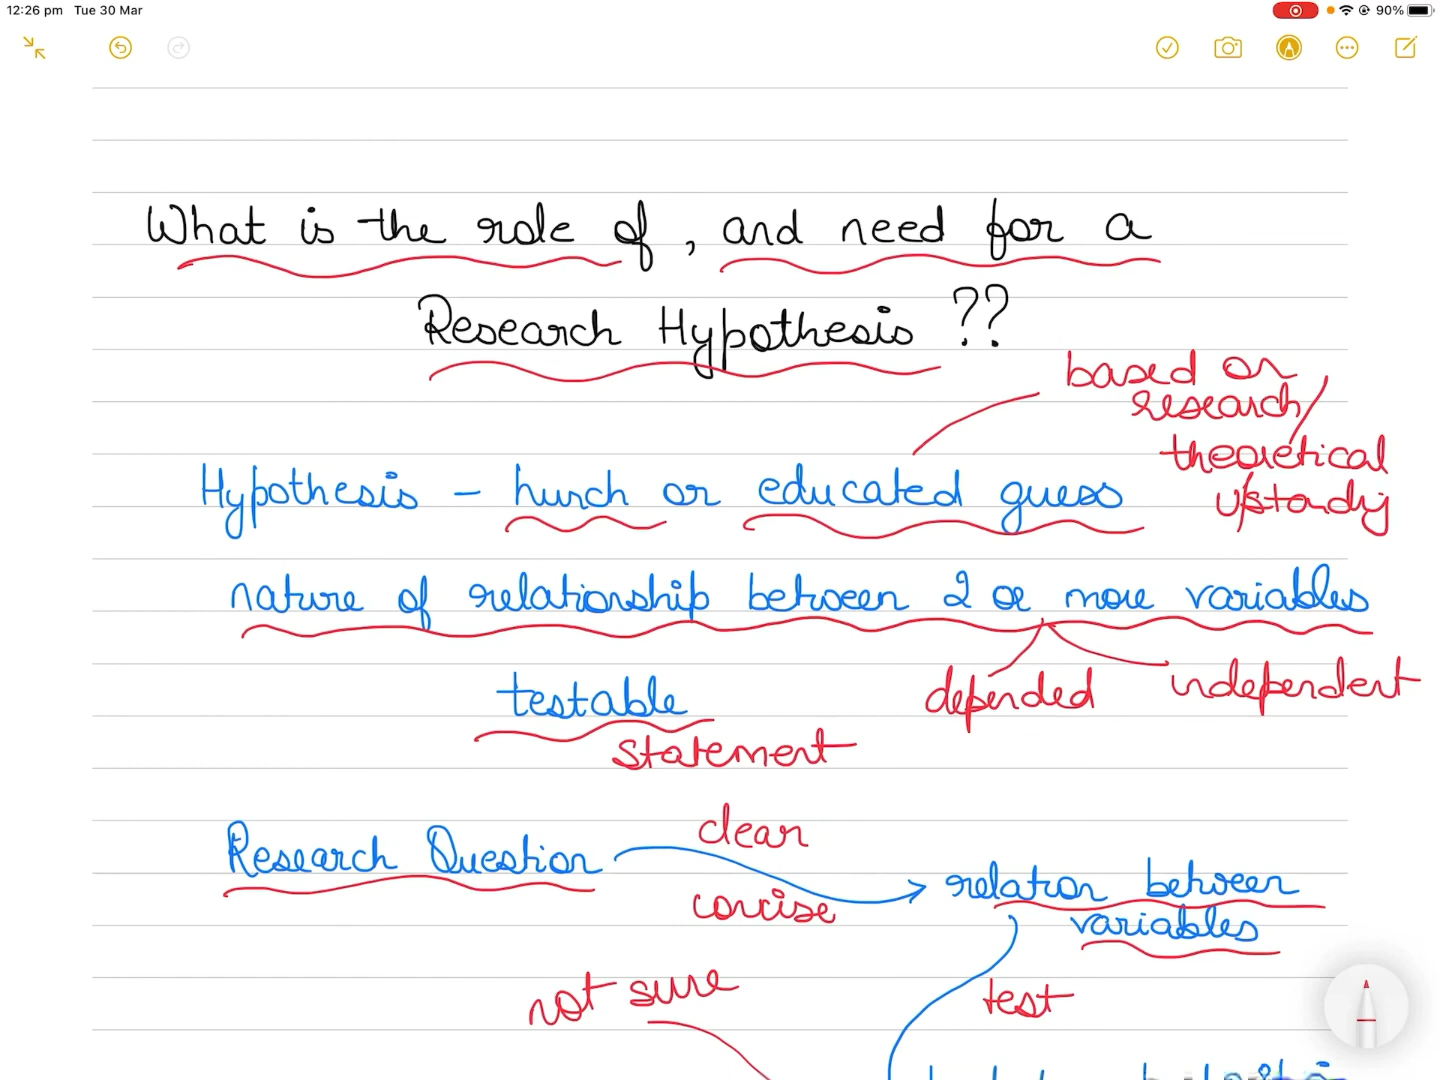 12:26 pm Tue 30 Mar
90%
What is the role of, and need for a
Research Hypothesis ??
based on
research/
theoretical
u/standig
Hypothesis - hunch or educated guess
nature of relationship between 2 or more variables
depended
independent
testable
statement
clear
Research Question
concise
relation between
variables
not sure
test